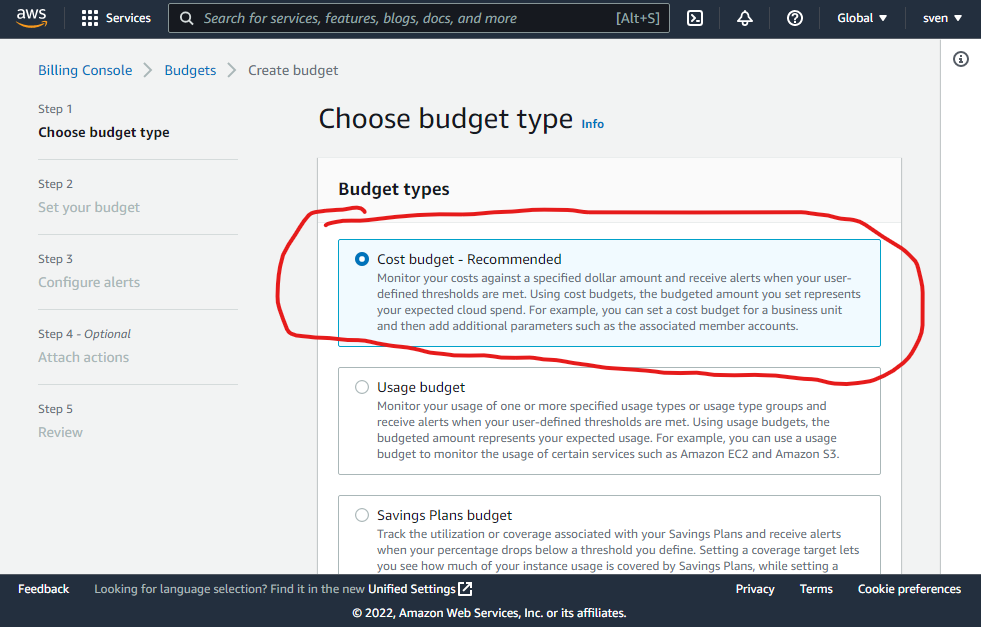 aws
Services
Search for services, features, blogs, docs, and more
[Alt+S]
Global
sven
Billing Console
Budgets
Create budget
Step 1
Choose budget type
Step 2
Set your budget
Step 3
Configure alerts
Step 4 - Optional
Attach actions
Step 5
Review
Choose budget type Info
Budget types
Cost budget - Recommended
Monitor your costs against a specified dollar amount and receive alerts when your user-
defined thresholds are met. Using cost budgets, the budgeted amount you set represents
your expected cloud spend. For example, you can set a cost budget for a business unit
and then add additional parameters such as the associated member accounts.
Usage budget
Monitor your usage of one or more specified usage types or usage type groups and
receive alerts when your user-defined thresholds are met. Using usage budgets, the
budgeted amount represents your expected usage. For example, you can use a usage
budget to monitor the usage of certain services such as Amazon EC2 and Amazon S3.
Savings Plans budget
Track the utilization or coverage associated with your Savings Plans and receive alerts
when your percentage drops below a threshold you define. Setting a coverage target lets
you see how much of your instance usage is covered by Savings Plans, while setting a
Feedback
Looking for language selection? Find it in the new Unified Settings
Privacy
Terms
Cookie preferences
© 2022, Amazon Web Services, Inc. or its affiliates.